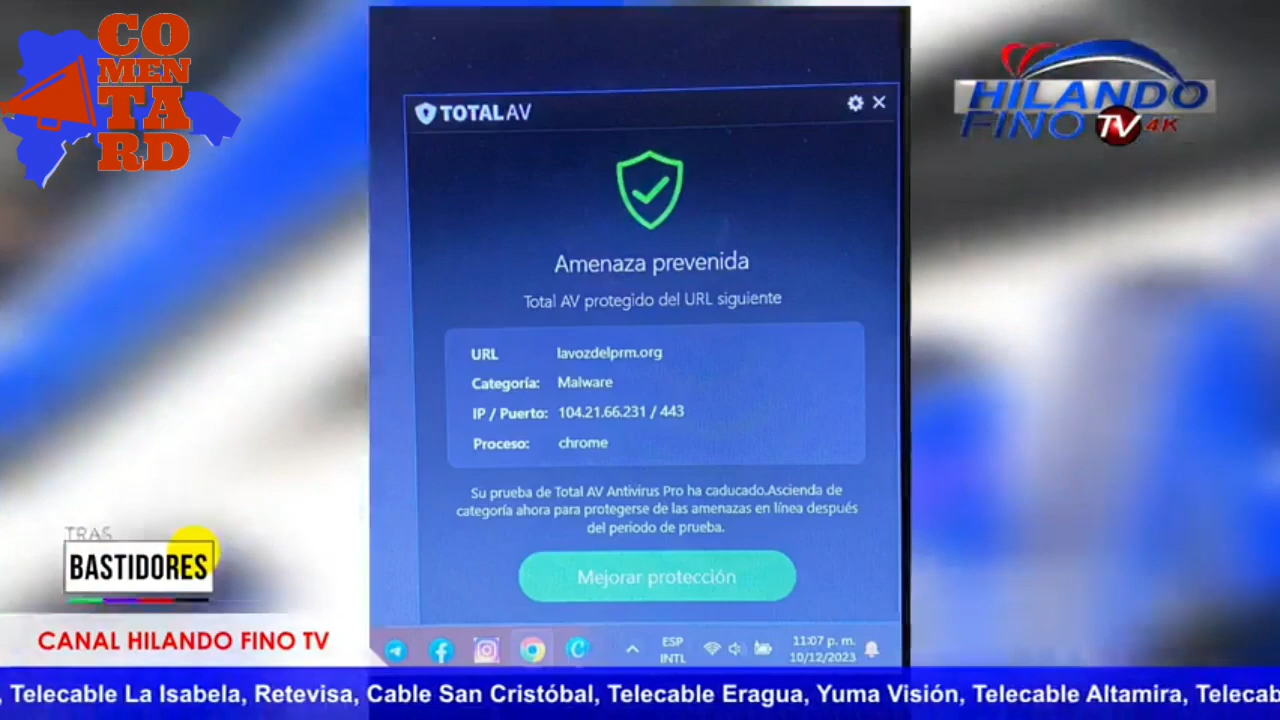 CO
MEN
TA
RD
HILANDO
FINO TV 4K
TOTALAV
Amenaza prevenida
Total AV protegido del URL siguiente
URL lavozdelprm.org
Categoría: Malware
IP / Puerto: 104.21.66.231 / 443
Proceso: chrome
Su prueba de Total AV Antivirus Pro ha caducado.Ascienda de
categoría ahora para protegerse de las amenazas en línea después
del periodo de prueba.
Mejorar protección
ESP
INTL
11:07 p. m.
10/12/2023
TRAS
BASTIDORES
CANAL HILANDO FINO TV
, Telecable La Isabela, Retevisa, Cable San Cristóbal, Telecable Eragua, Yuma Visión, Telecable Altamira, Telecab